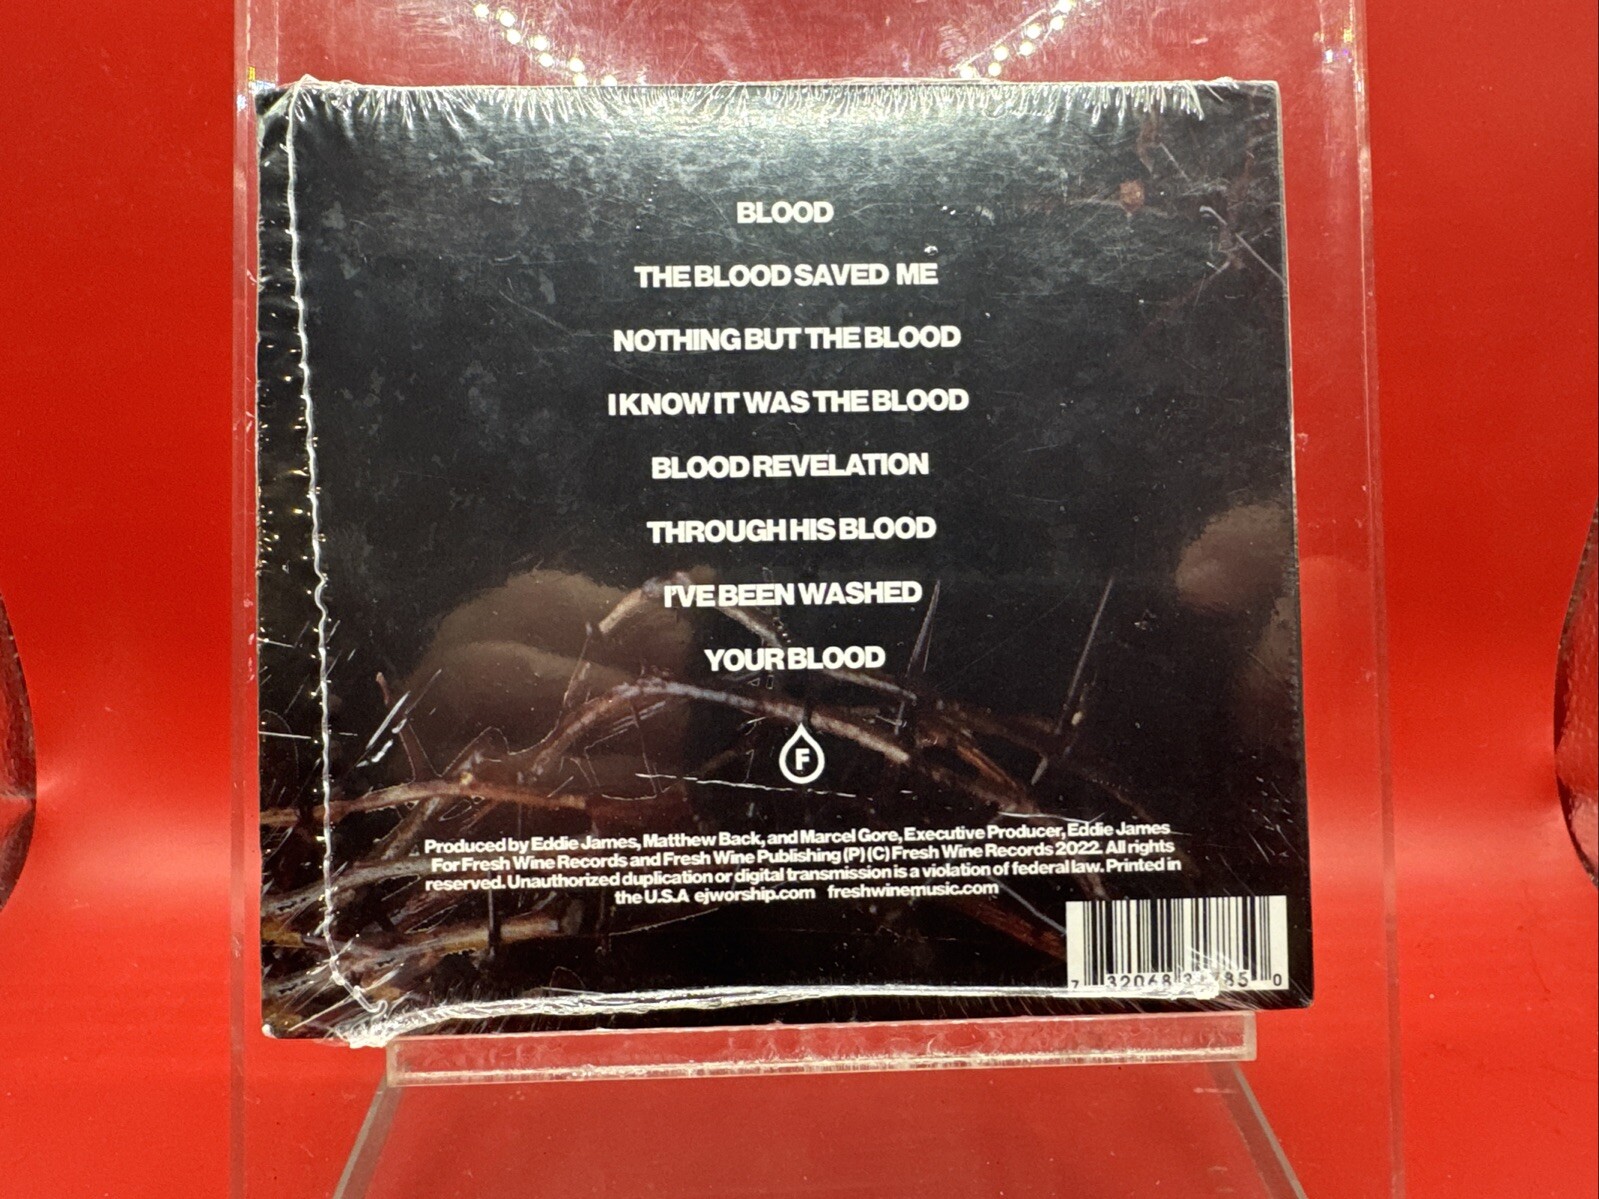 BLOOD
THE BLOOD SAVED ME
NOTHING BUT THE BLOOD
I KNOW IT WAS THE BLOOD
BLOOD REVELATION
THROUGH HIS BLOOD
I'VE BEEN WASHED
YOUR BLOOD
F
Produced by Eddie James, Matthew Back, and Marcel Gore, Executive Producer, Eddie James
For Fresh Wine Records and Fresh Wine Publishing (P) (C) Fresh Wine Records 2022. All rights
reserved. Unauthorized duplication or digital transmission is a violation of federal law. Printed in
the U.S.A ejworship.com freshwinemusic.com